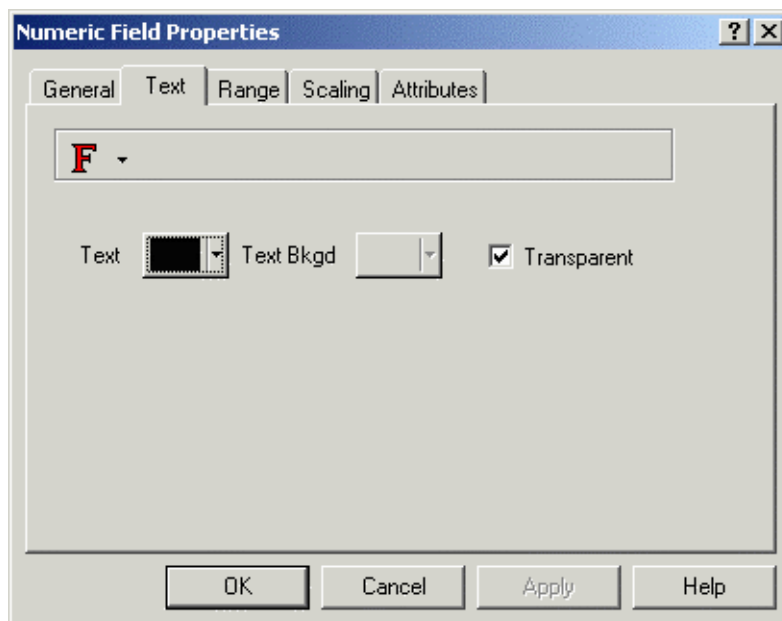 Numeric Field Properties
General Text Range Scaling Attributes
F
Text Text Bkgd Transparent
OK Cancel Apply Help